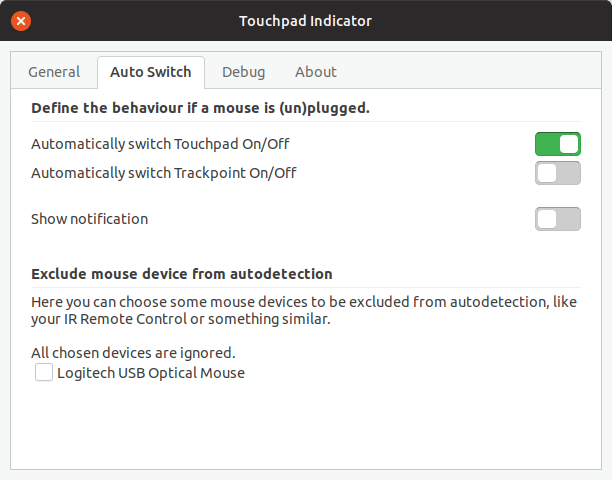 Touchpad Indicator
General
Auto Switch
Debug
About
Define the behaviour if a mouse is (un)plugged.
Automatically switch Touchpad On/Off
Automatically switch Trackpoint On/Off
Show notification
Exclude mouse device from autodetection
Here you can choose some mouse devices to be excluded from autodetection, like
your IR Remote Control or something similar.
All chosen devices are ignored.
Logitech USB Optical Mouse